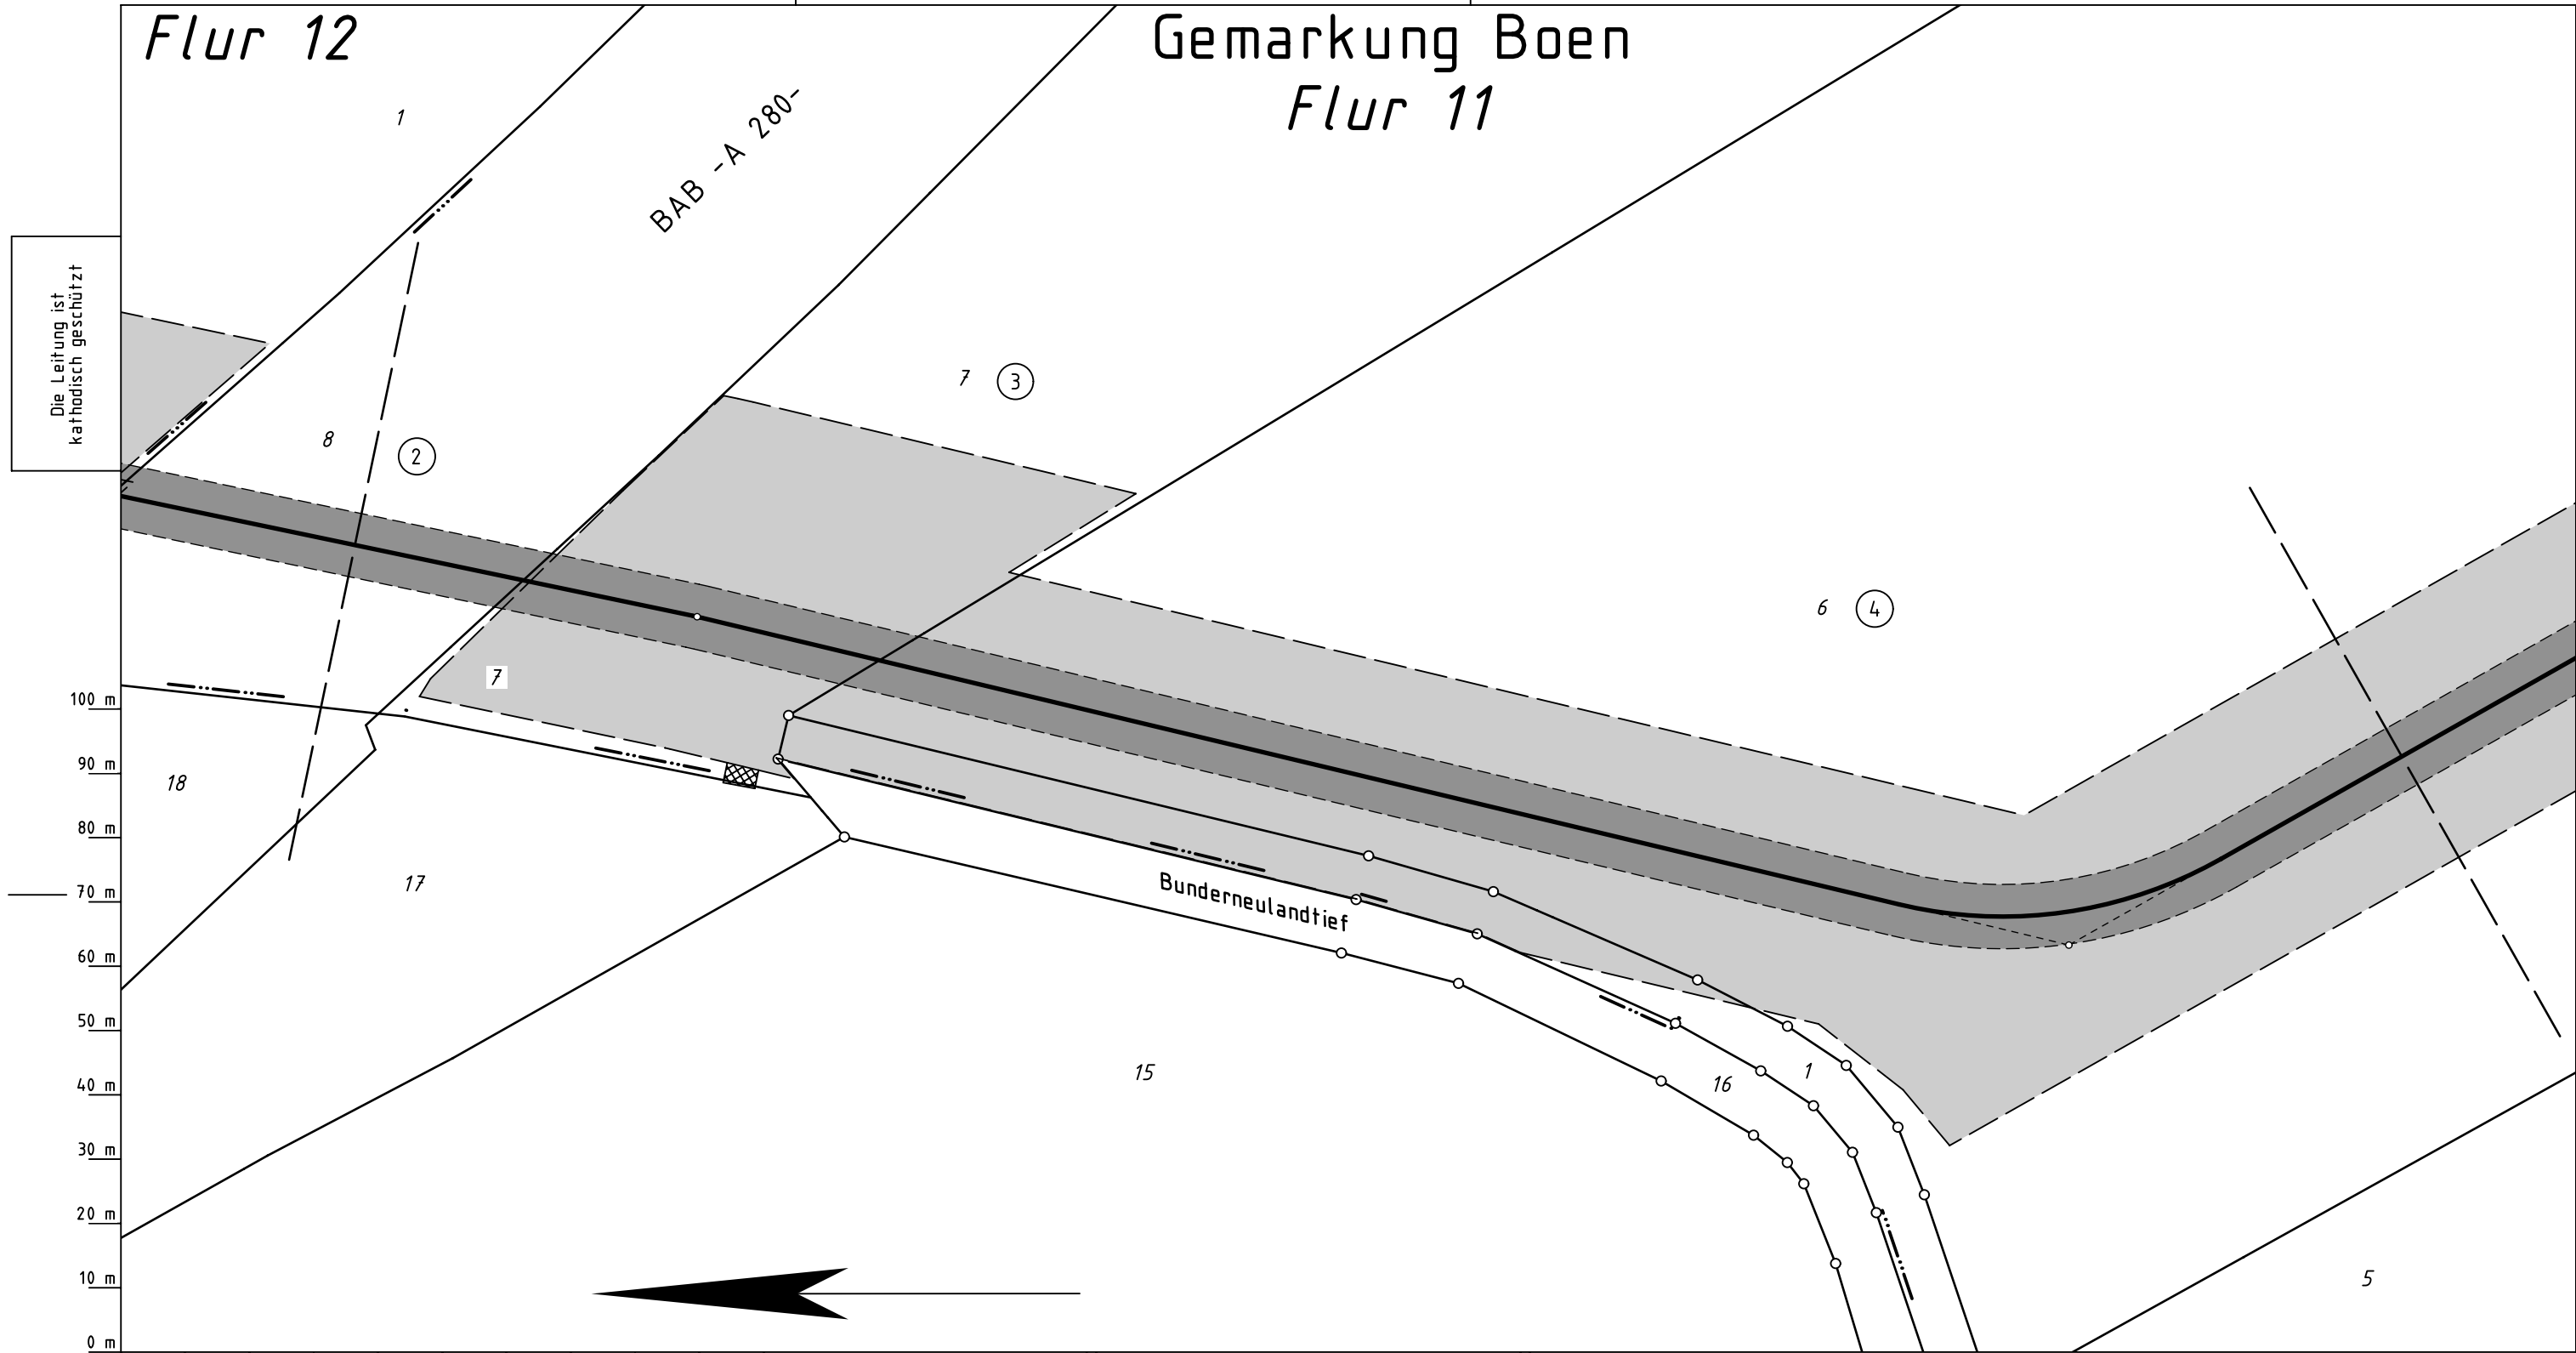 Flur 12
Gemarkung Boen
Flur 11
1
BAB -A 280-
Die Leitung ist
kathodisch geschützt
7 3
8 2
6 4
7
100 m
90 m
18
80 m
17
70 m
Bunderneulandtief
60 m
50 m
15
16
1
40 m
30 m
20 m
10 m
5
0 m